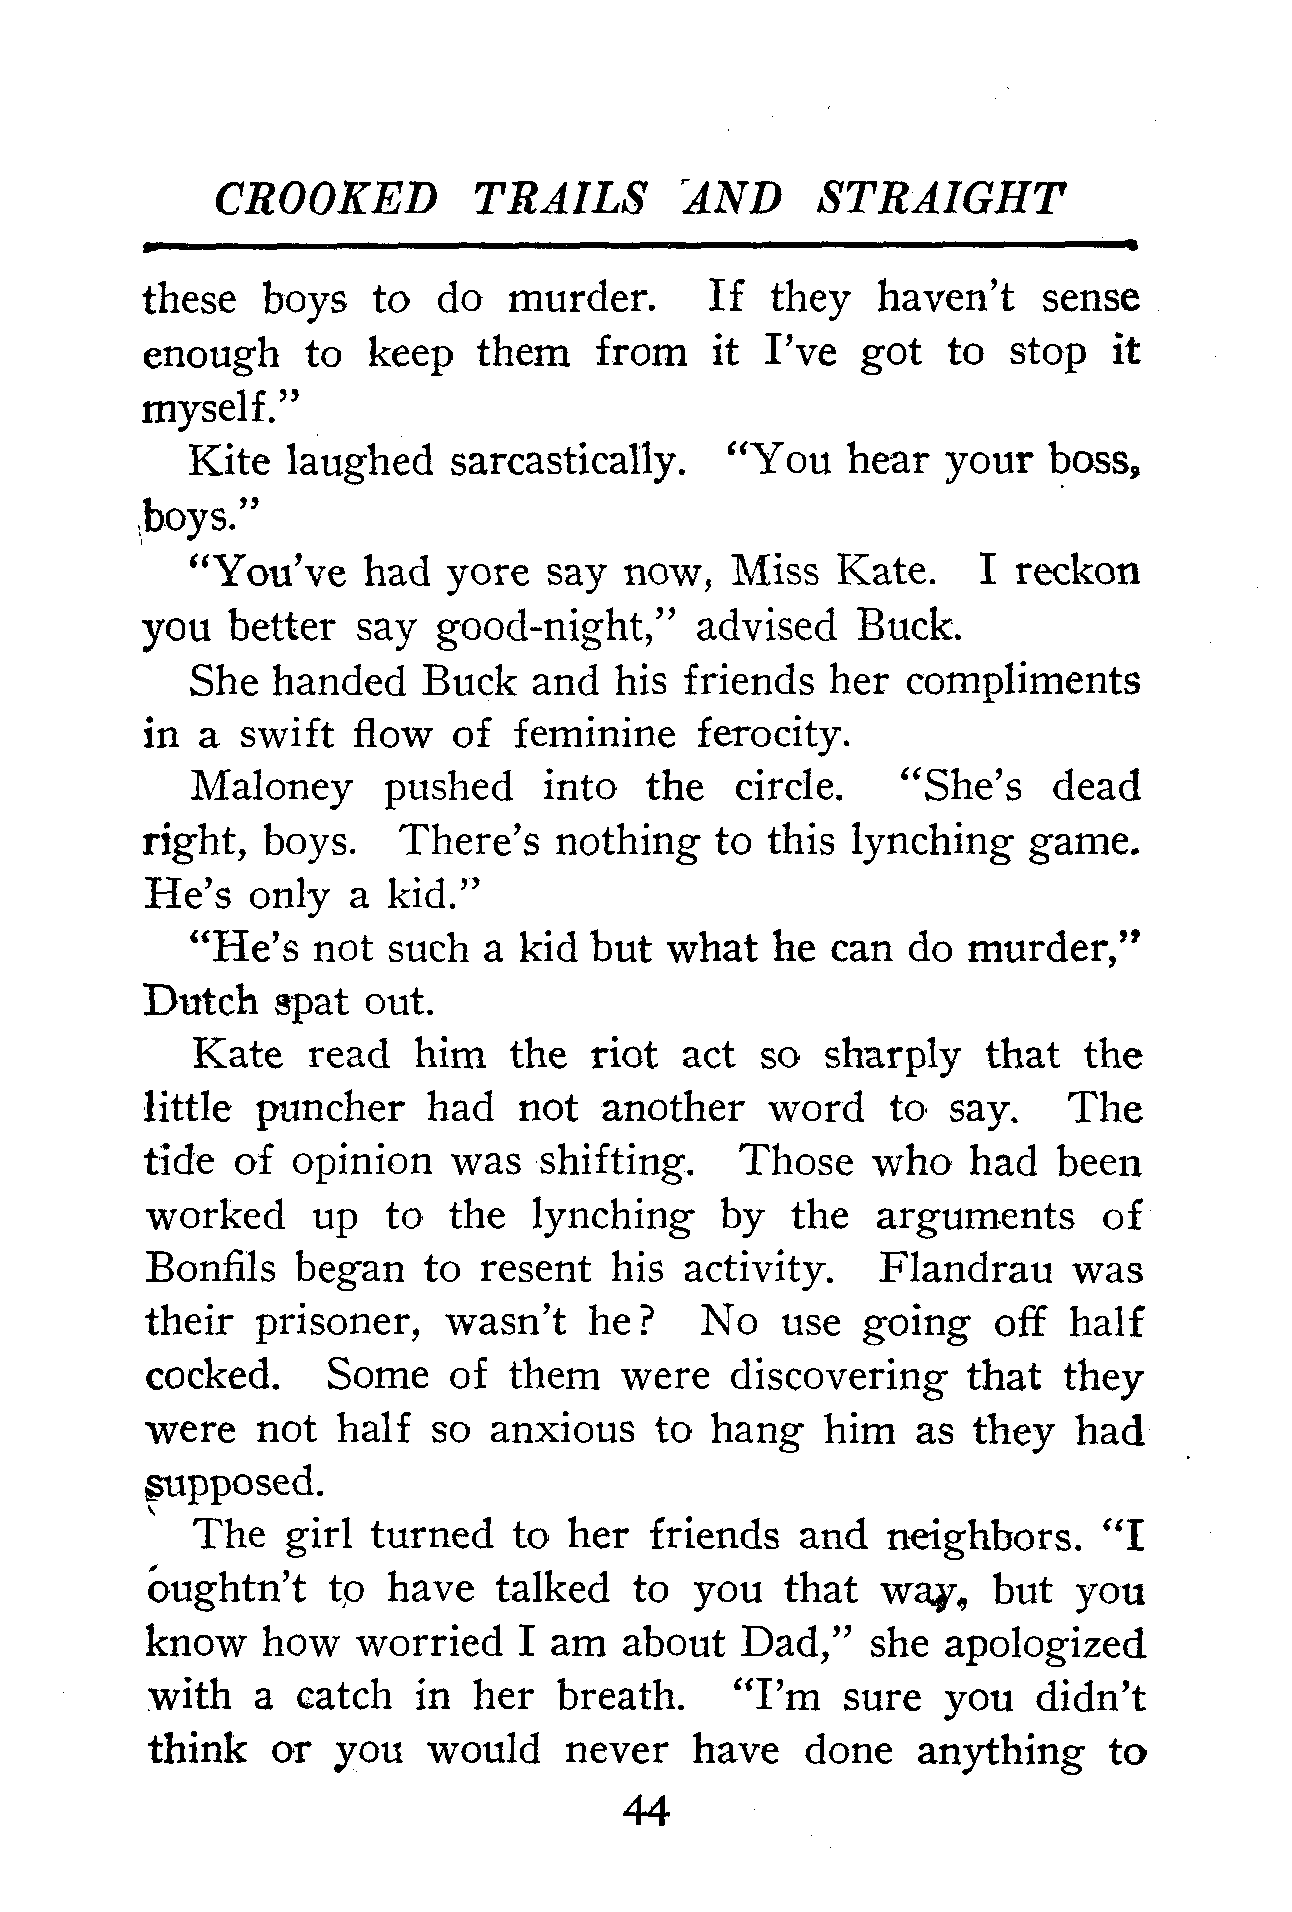 CROOKED TRAILS AND STRAIGHT
these boys to do murder. If they haven't sense
enough to keep them from it I've got to stop it
myself."
Kite laughed sarcastically. "You hear your boss,
boys."
"You've had yore say now, Miss Kate. I reckon
you better say good-night," advised Buck.
She handed Buck and his friends her compliments
in a swift flow of feminine ferocity.
Maloney pushed into the circle. "She's dead
right, boys. There's nothing to this lynching game.
He's only a kid."
"He's not such a kid but what he can do murder,"
Dutch spat out.
Kate read him the riot act so sharply that the
little puncher had not another word to say. The
tide of opinion was shifting. Those who had been
worked up to the lynching by the arguments of
Bonfils began to resent his activity. Flandrau was
their prisoner, wasn't he? No use going off half
cocked. Some of them were discovering that they
were not half so anxious to hang him as they had
supposed.
The girl turned to her friends and neighbors. "I
oughtn't to have talked to you that way, but you
know how worried I am about Dad," she apologized
with a catch in her breath. "I'm sure you didn't
think or you would never have done anything to
44